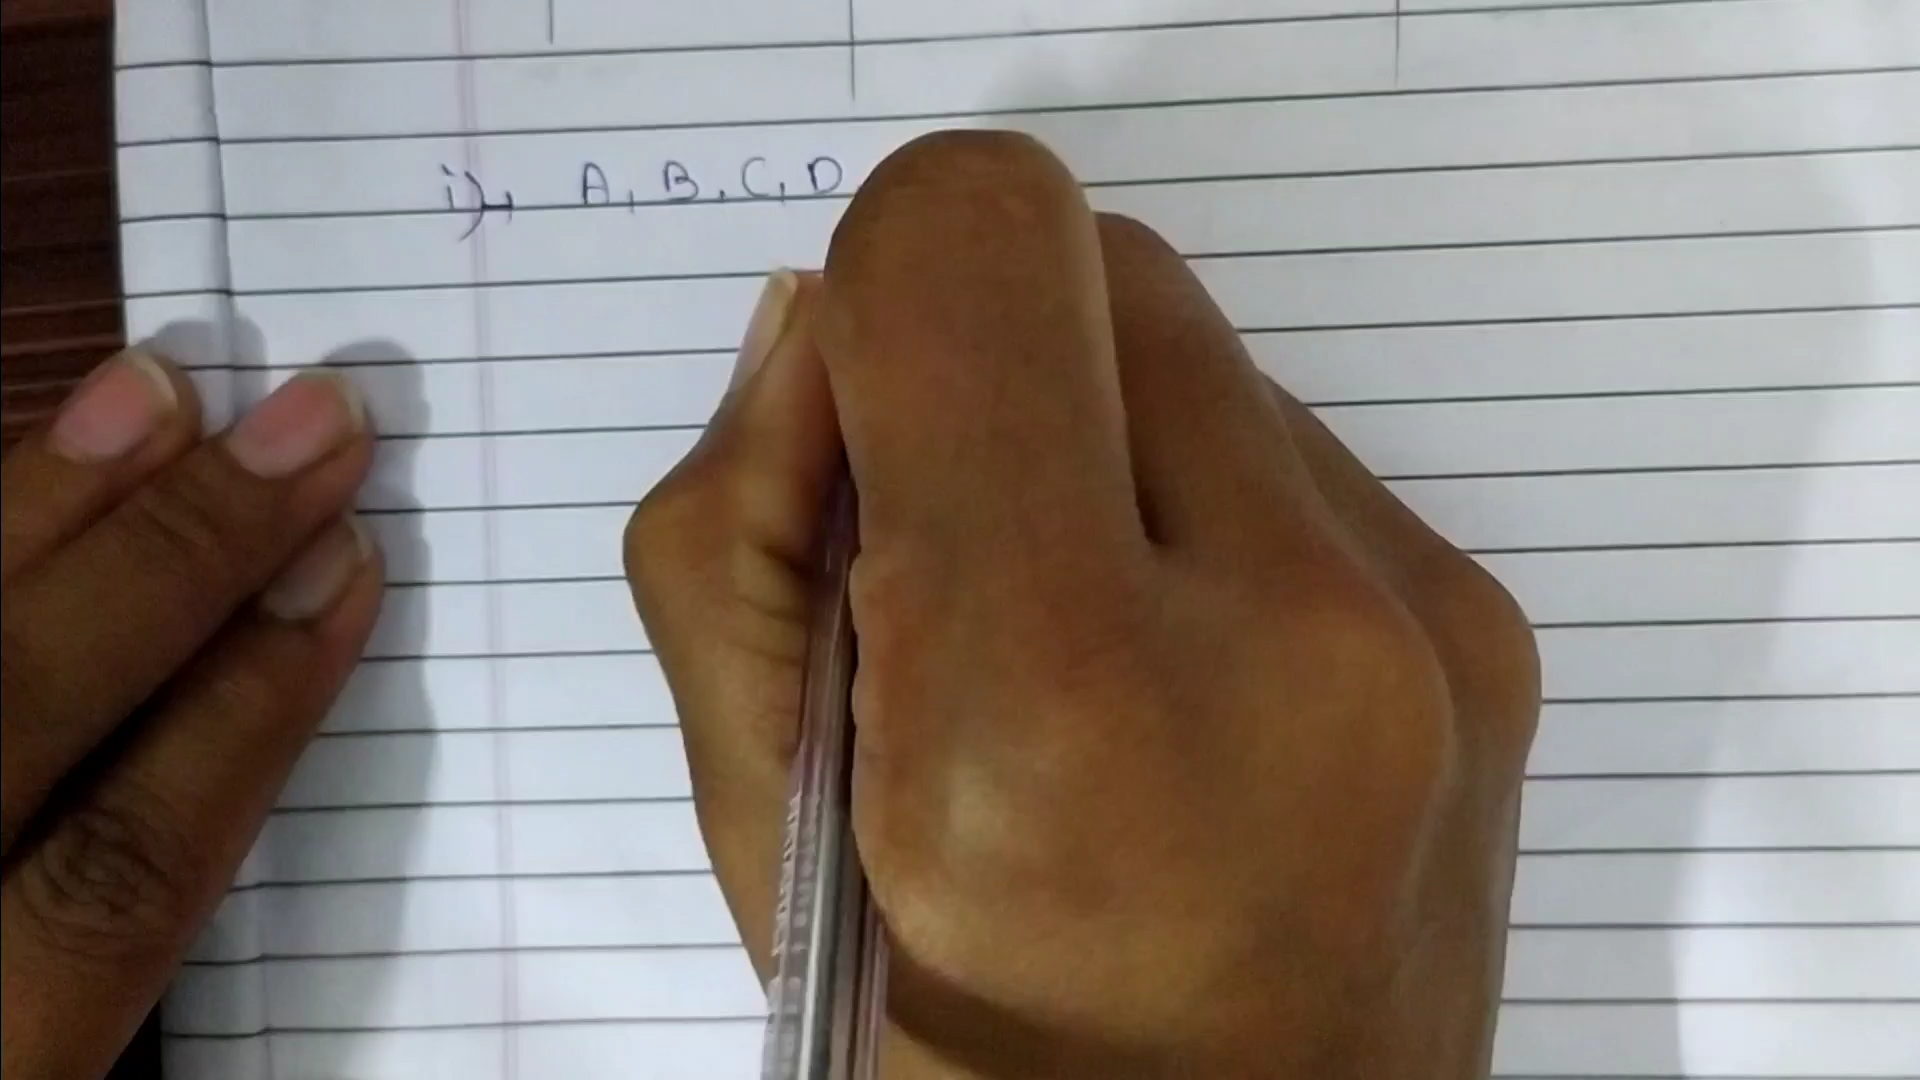 i), A, B, C, D